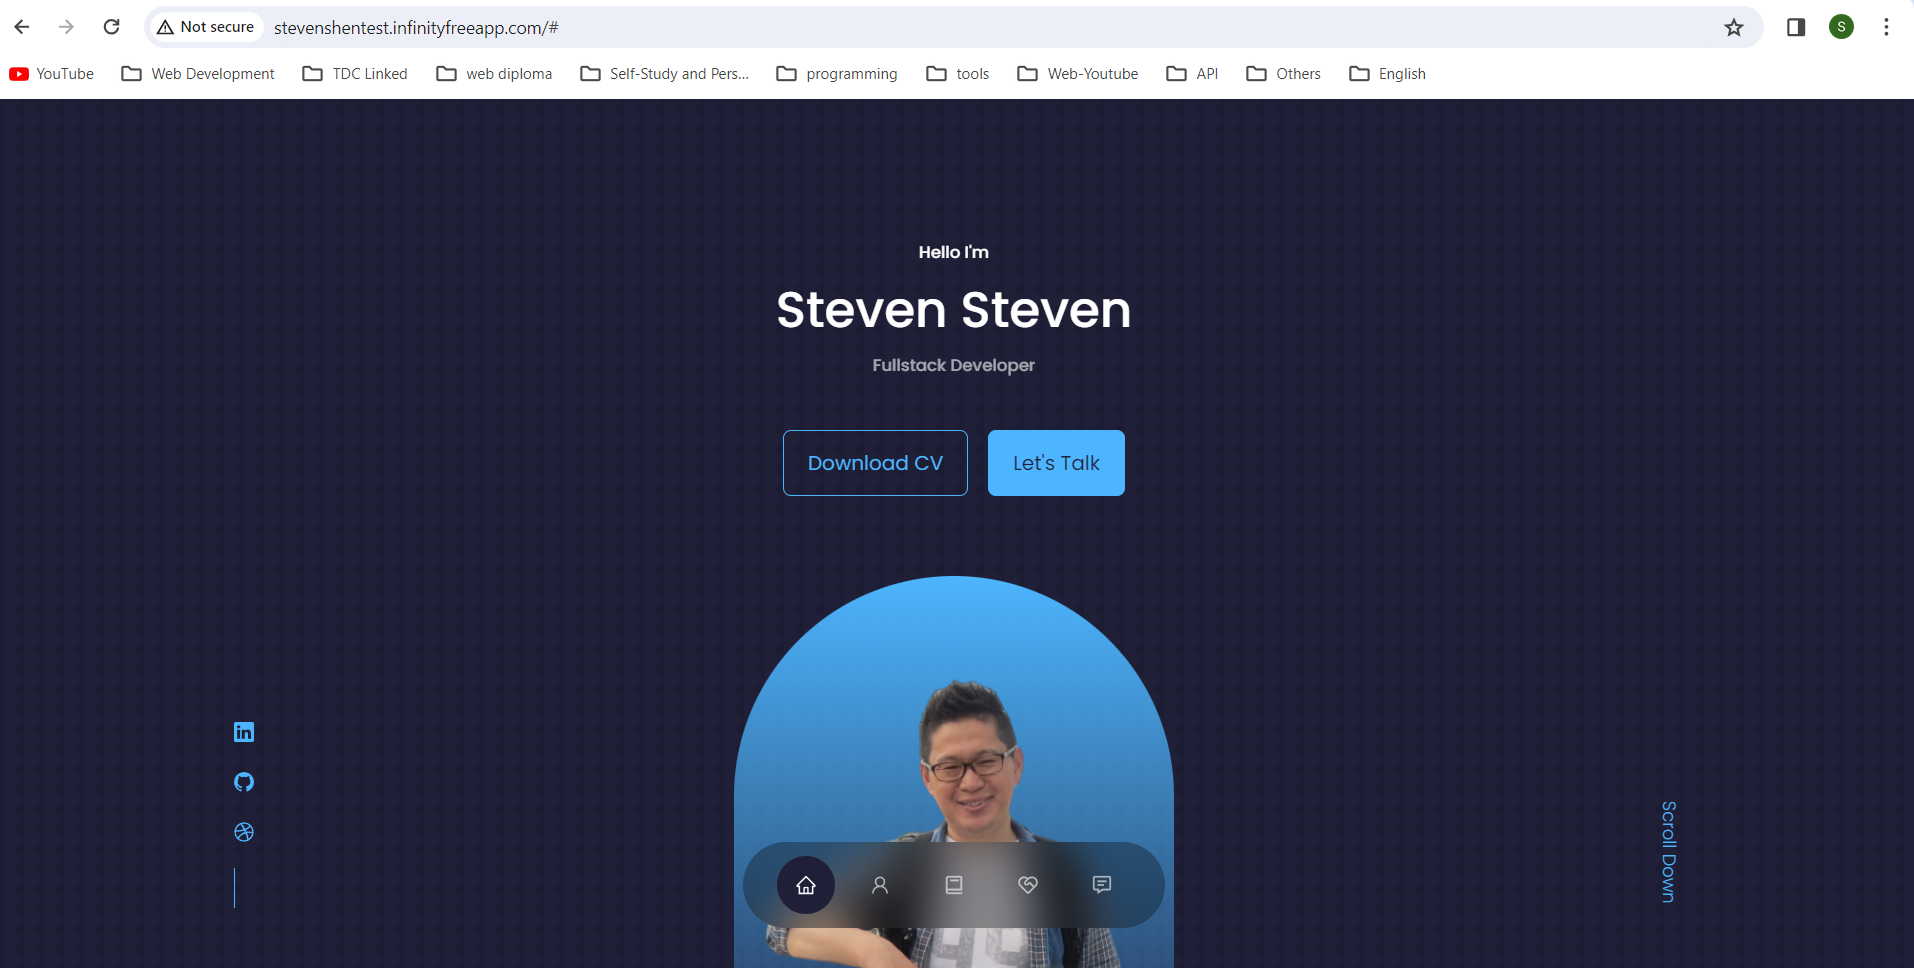 Not secure stevenshentest.infinityfreeapp.com/# S
YouTube Web Development TDC Linked web diploma Self-Study and Pers... programming tools Web-Youtube API Others English
Hello I'm
Steven Steven
Fullstack Developer
Download CV Let's Talk
in
Scroll Down